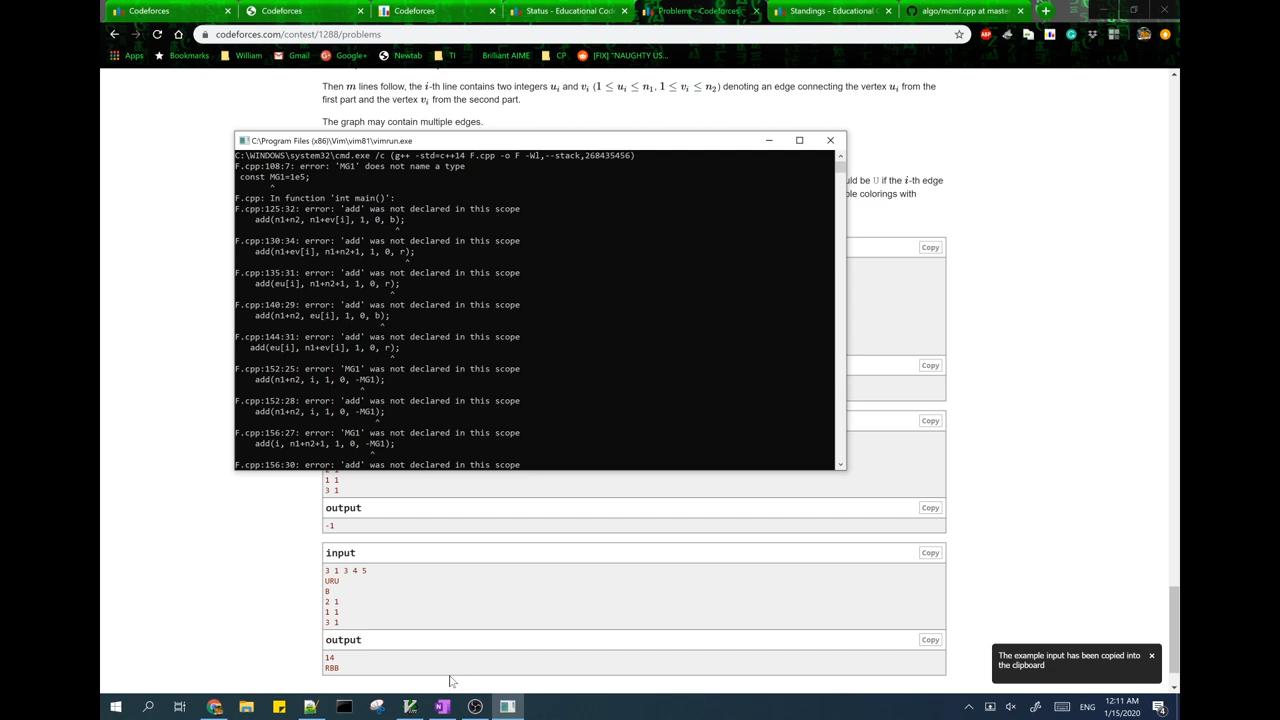 Codeforces
Codeforces
Codeforces
Status - Educational Cod
Problems - Codeforces
Standings - Educational C
algo/mcmf.cpp at master
codeforces.com/contest/1288/problems
Apps
Bookmarks
William
Gmail
Google+
Newtab
TI
Brilliant AIME
CP
[FIX] "NAUGHTY US...
Then m lines follow, the i-th line contains two integers u_i and v_i (1 ≤ u_i ≤ n_1, 1 ≤ v_i ≤ n_2) denoting an edge connecting the vertex u_i from the
first part and the vertex v_i from the second part.
The graph may contain multiple edges.
C:\Program Files (x86)\Vim\vim81\vimrun.exe
C:\WINDOWS\system32\cmd.exe /c (g++ -std=c++14 F.cpp -o F -Wl,--stack,268435456)
F.cpp:108:7: error: 'MG1' does not name a type
const MG1=1e5;
^
F.cpp: In function 'int main()':
F.cpp:125:32: error: 'add' was not declared in this scope
add(n1+n2, n1+ev[i], 1, 0, b);
^
F.cpp:130:34: error: 'add' was not declared in this scope
add(n1+ev[i], n1+n2+1, 1, 0, r);
^
F.cpp:135:31: error: 'add' was not declared in this scope
add(eu[i], n1+n2+1, 1, 0, r);
^
F.cpp:140:29: error: 'add' was not declared in this scope
add(n1+n2, eu[i], 1, 0, b);
^
F.cpp:144:31: error: 'add' was not declared in this scope
add(eu[i], n1+ev[i], 1, 0, r);
^
F.cpp:152:25: error: 'MG1' was not declared in this scope
add(n1+n2, i, 1, 0, -MG1);
^
F.cpp:152:28: error: 'add' was not declared in this scope
add(n1+n2, i, 1, 0, -MG1);
^
F.cpp:156:27: error: 'MG1' was not declared in this scope
add(i, n1+n2+1, 1, 0, -MG1);
^
F.cpp:156:30: error: 'add' was not declared in this scope
uld be U if the i-th edge
ble colorings with
Copy
Copy
Copy
1 1
3 1
output
Copy
-1
input
Copy
3 1 3 4 5
URU
B
2 1
1 1
3 1
output
Copy
14
RBB
The example input has been copied into
the clipboard
ENG
12:11 AM
1/15/2020
4